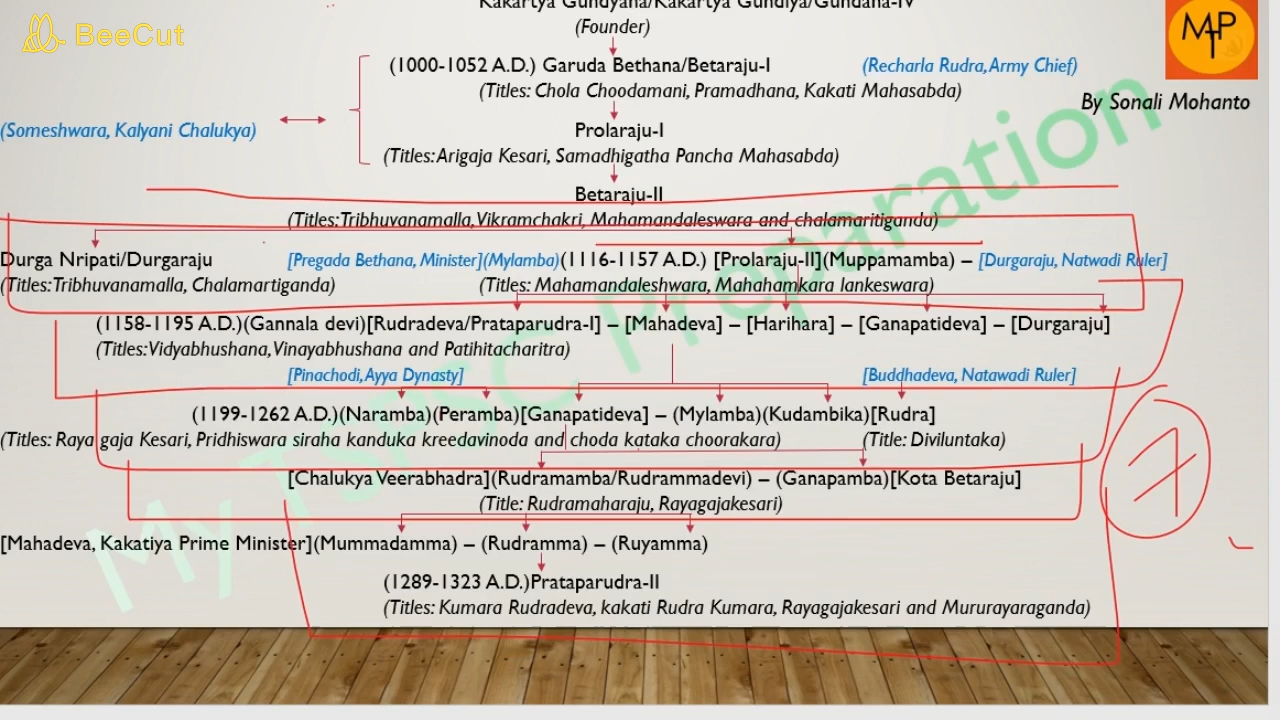 BeeCut
Kakartya Gundyana/Kakartya Gundiya/Gundana-IV
(Founder)
MTP
(1000-1052 A.D.) Garuda Bethana/Betaraju-I (Recharla Rudra, Army Chief)
(Titles: Chola Choodamani, Pramadhana, Kakati Mahasabda)
By Sonali Mohanto
(Someshwara, Kalyani Chalukya) Prolaraju-I
(Titles: Arigaja Kesari, Samadhigatha Pancha Mahasabda)
Betaraju-II
(Titles: Tribhuvanamalla, Vikramchakri, Mahamandaleswara and chalamaritiganda)
Durga Nripati/Durgaraju [Pregada Bethana, Minister](Mylamba)(1116-1157 A.D.) [Prolaraju-II](Muppamamba) – [Durgaraju, Natwadi Ruler]
(Titles: Tribhuvanamalla, Chalamartiganda) (Titles: Mahamandaleshwara, Mahahamkara lankeswara)
(1158-1195 A.D.)(Gannala devi)[Rudradeva/Prataparudra-I] – [Mahadeva] – [Harihara] – [Ganapatideva] – [Durgaraju]
(Titles: Vidyabhushana, Vinayabhushana and Patihitacharitra)
[Pinachodi, Ayya Dynasty] [Buddhadeva, Natawadi Ruler]
(1199-1262 A.D.)(Naramba)(Peramba)[Ganapatideva] – (Mylamba)(Kudambika)[Rudra]
(Titles: Raya gaja Kesari, Pridhiswara siraha kanduka kreedavinoda and choda kataka choorakara) (Title: Diviluntaka)
[Chalukya Veerabhadra](Rudramamba/Rudrammadevi) – (Ganapamba)[Kota Betaraju]
(Title: Rudramaharaju, Rayagajakesari)
[Mahadeva, Kakatiya Prime Minister](Mummadamma) – (Rudramma) – (Ruyamma)
(1289-1323 A.D.)Prataparudra-II
(Titles: Kumara Rudradeva, kakati Rudra Kumara, Rayagajakesari and Mururayaraganda)
My TSPSC Preparation
7